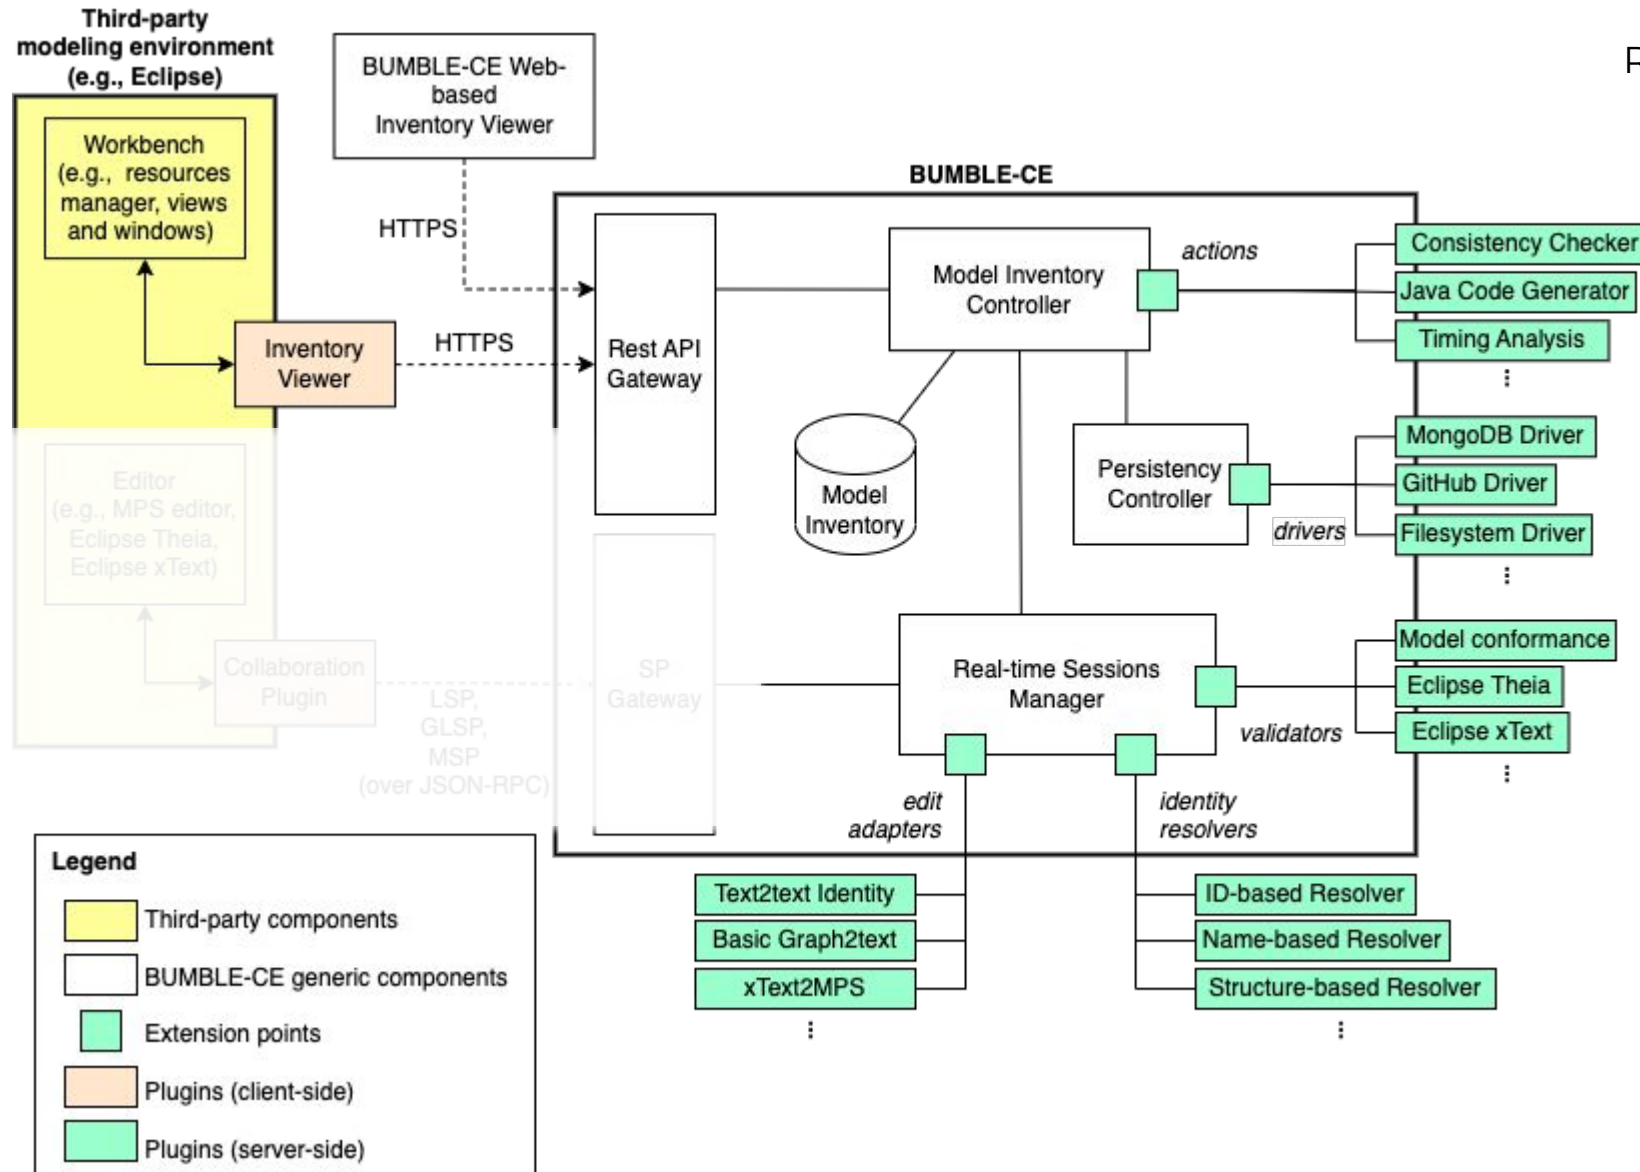 Third-party
modeling environment
(e.g., Eclipse)
Workbench
(e.g., resources
manager, views
and windows)
Inventory
Viewer
Editor
(e.g., MPS editor,
Eclipse Theia,
Eclipse xText)
Collaboration
Plugin
BUMBLE-CE Web-
based
Inventory Viewer
HTTPS
HTTPS
LSP,
GLSP,
MSP
(over JSON-RPC)
BUMBLE-CE
Rest API
Gateway
SP
Gateway
Model Inventory
Controller
actions
Model
Inventory
Persistency
Controller
drivers
Real-time Sessions
Manager
validators
edit
adapters
identity
resolvers
Consistency Checker
Java Code Generator
Timing Analysis
MongoDB Driver
GitHub Driver
Filesystem Driver
Model conformance
Eclipse Theia
Eclipse xText
Text2text Identity
Basic Graph2text
xText2MPS
ID-based Resolver
Name-based Resolver
Structure-based Resolver
Legend
Third-party components
BUMBLE-CE generic components
Extension points
Plugins (client-side)
Plugins (server-side)